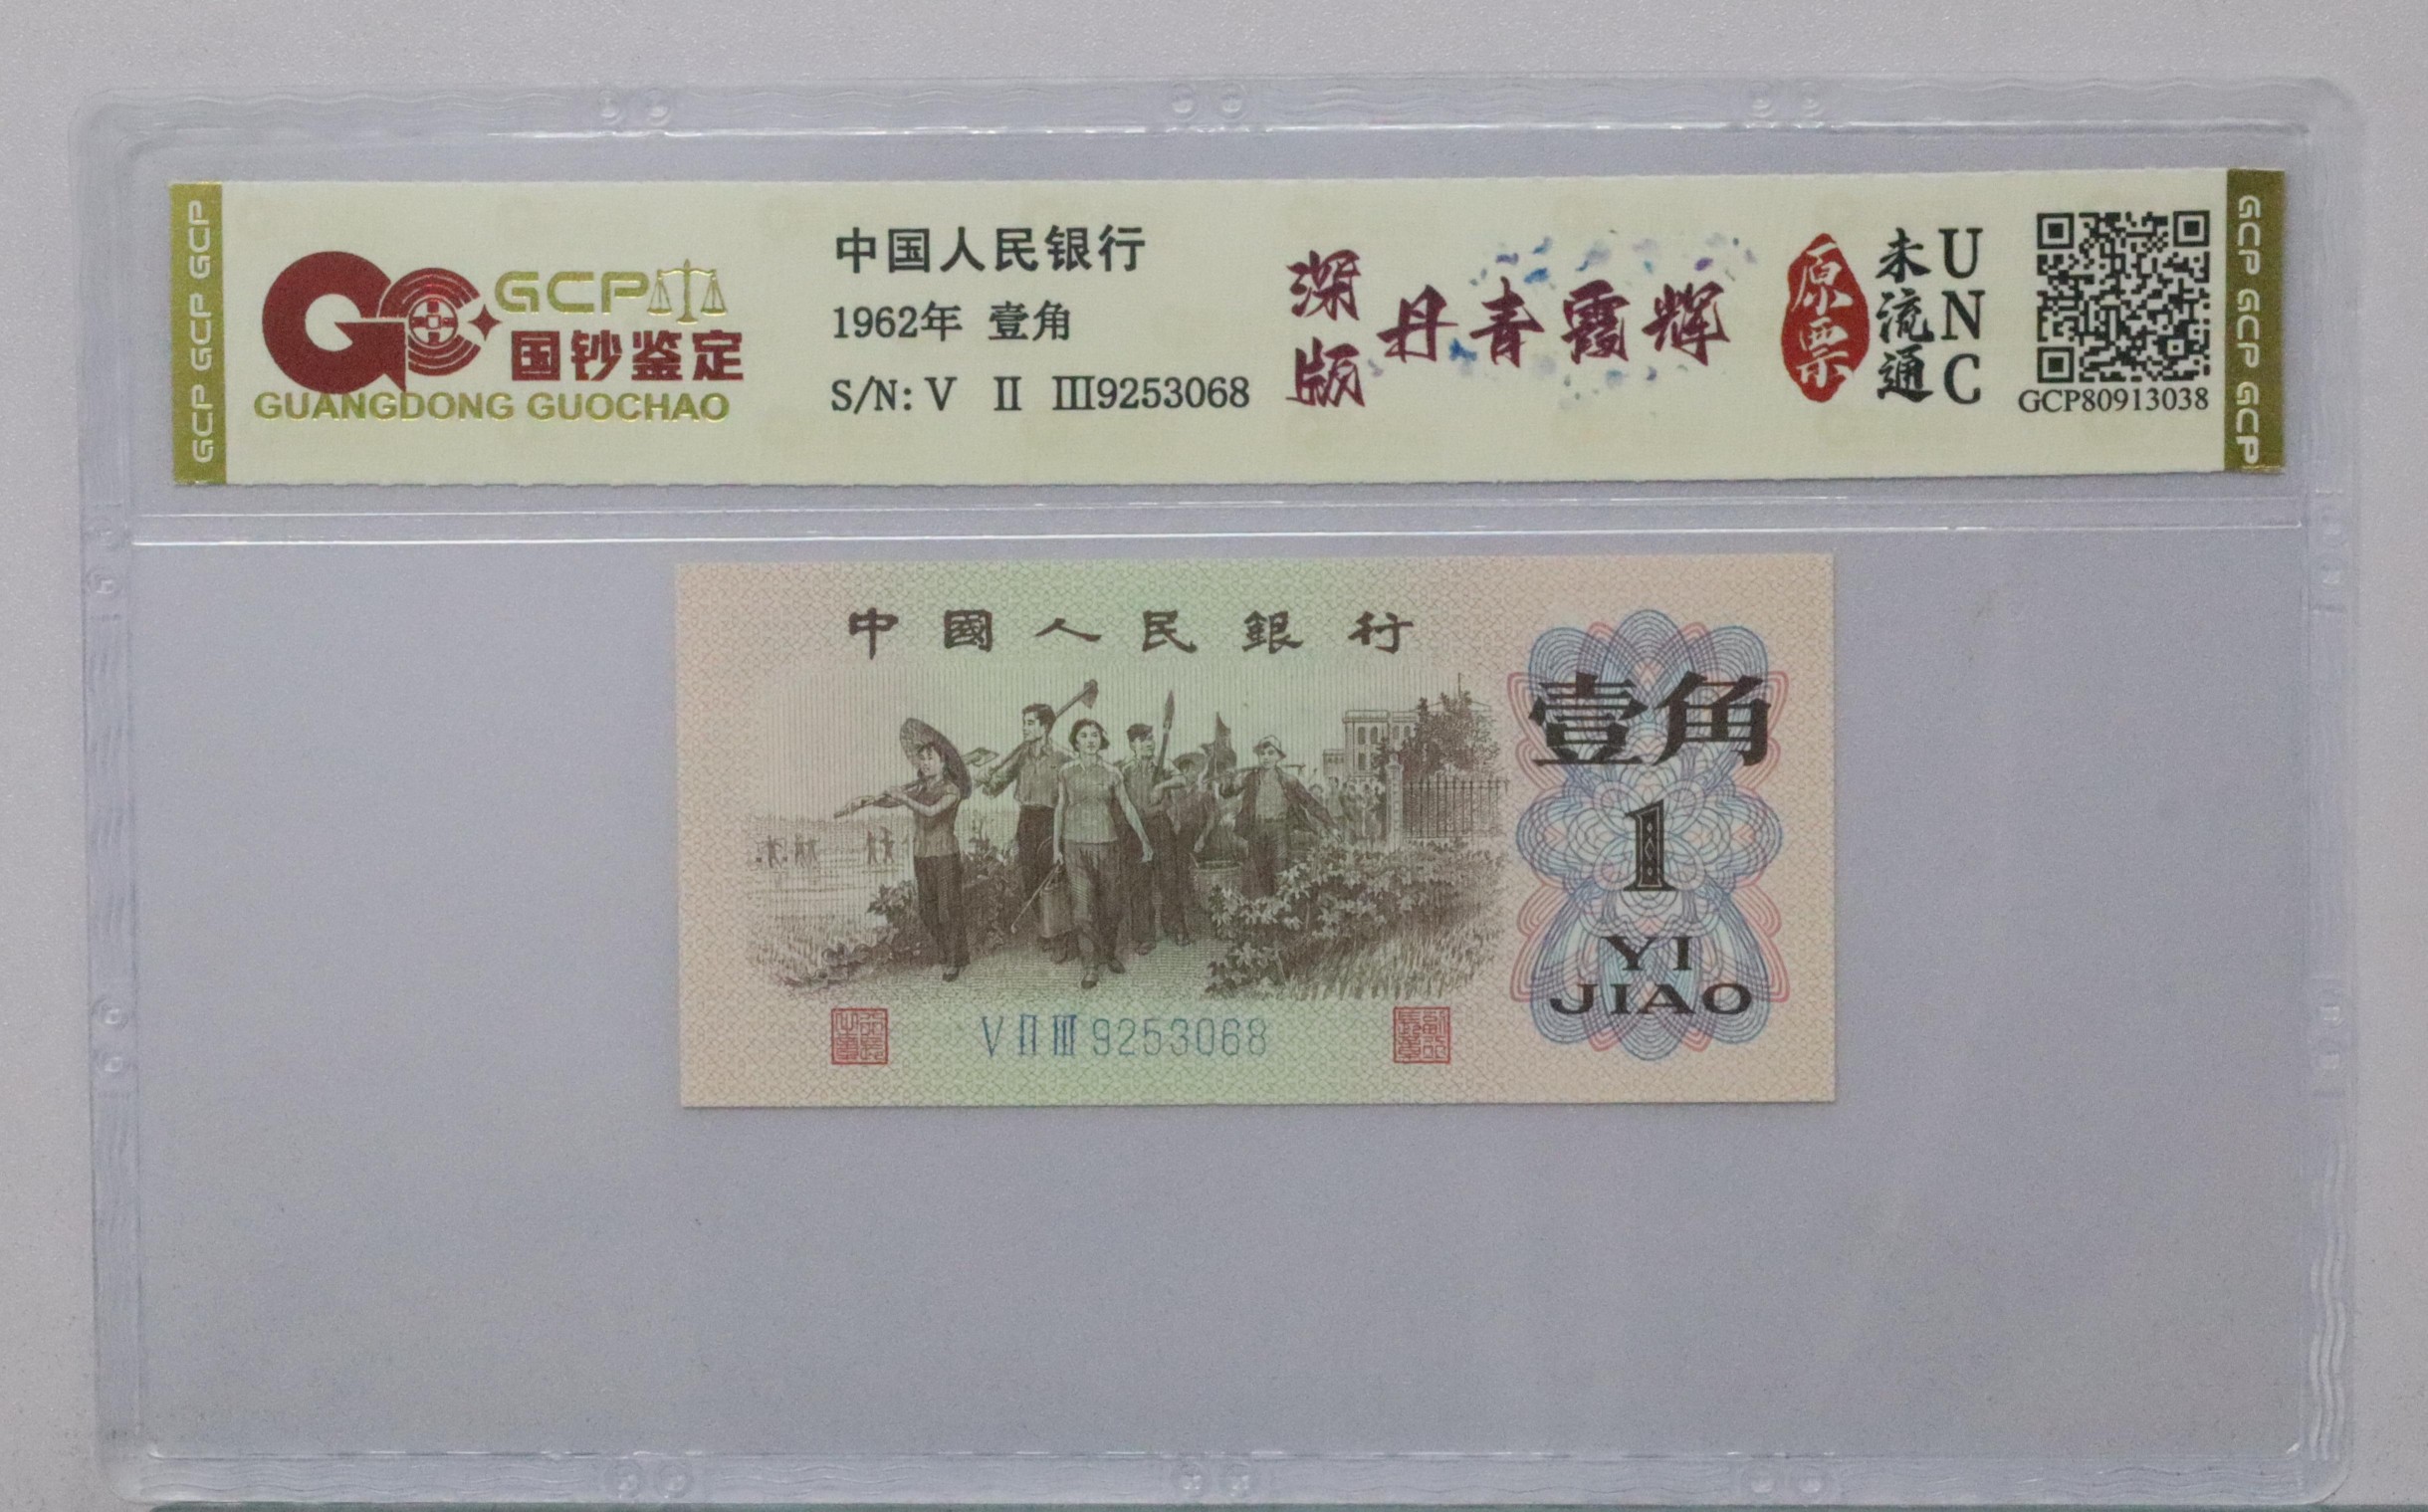 GCP GCP GCP
GCP
国钞鉴定
GUANGDONG GUOCHAO
中国人民银行
1962年 壹角
S/N: V II III9253068
深版
丹青霞辉
原票
未流通
UNC
GCP80913038
GCP GCP GCP
中國人民銀行
壹角
1
YI
JIAO
V II III 9253068